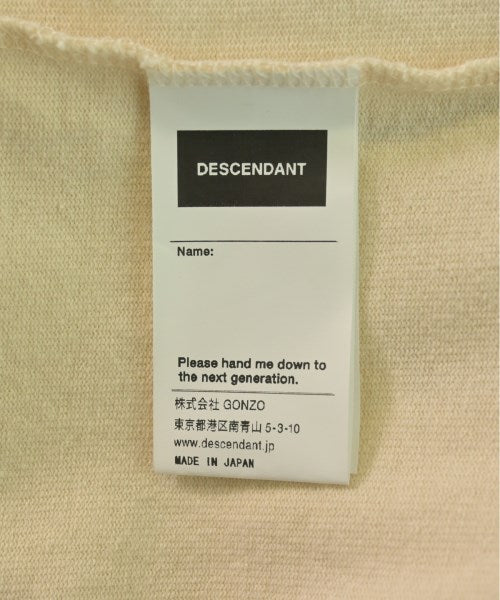 DESCENDANT
Name:
Please hand me down to
the next generation.
株式会社 GONZO
東京都港区南青山 5-3-10
www.descendant.jp
MADE IN JAPAN